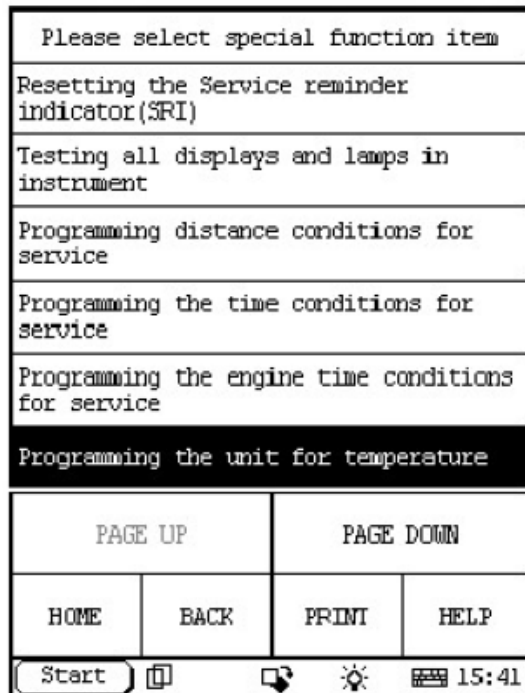 Please select special function item
Resetting the Service reminder
indicator(SRI)
Testing all displays and lamps in
instrument
Programming distance conditions for
service
Programming the time conditions for
service
Programming the engine time conditions
for service
Programming the unit for temperature
PAGE UP
PAGE DOWN
HOME
BACK
PRINT
HELP
Start
15:41